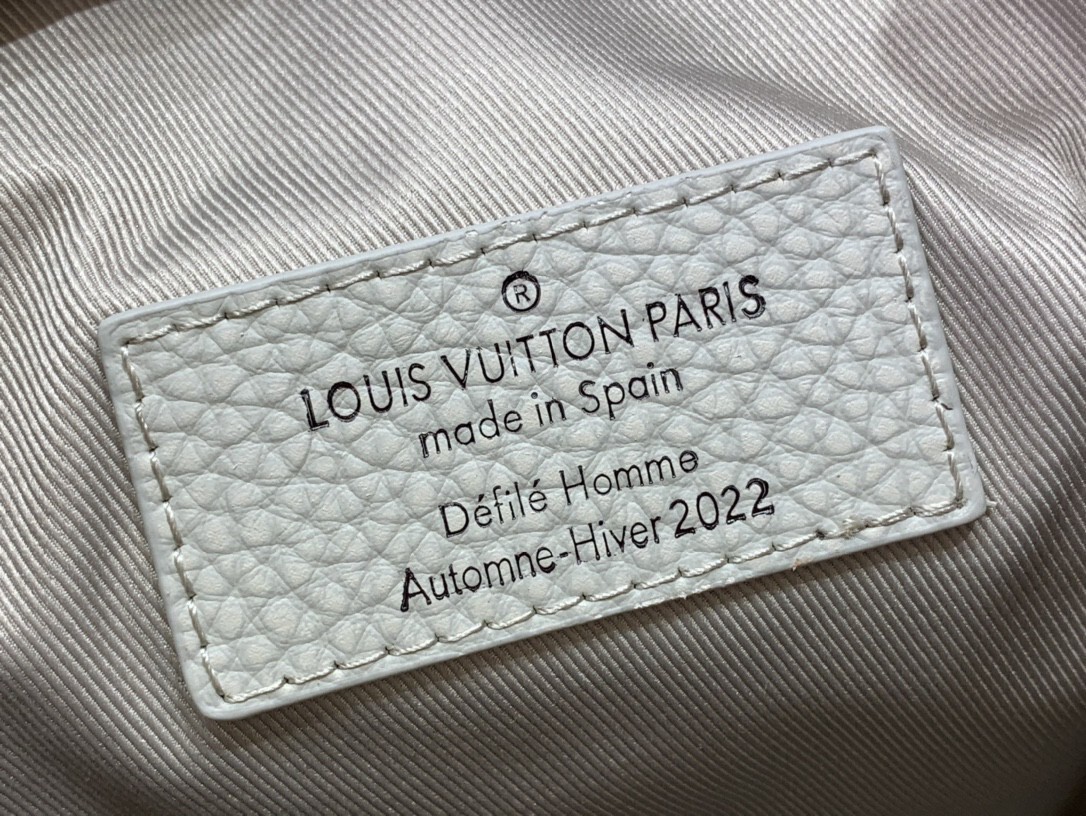 ®
LOUIS VUITTON PARIS
made in Spain
Défilé Homme
Automne-Hiver 2022